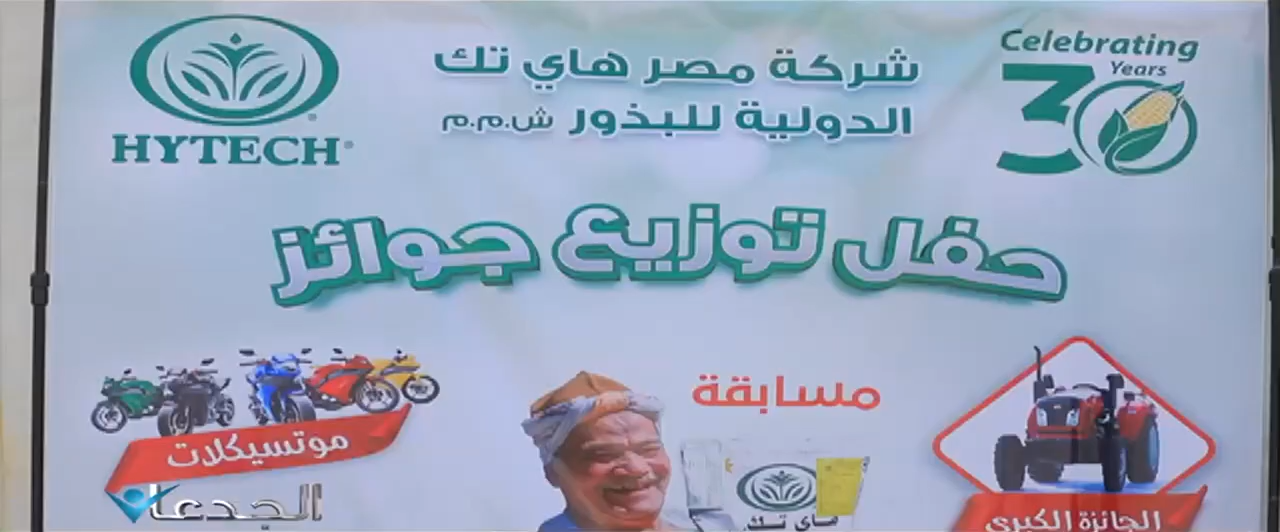 HYTECH
شركة مصر هاي تك
الدولية للبذور ش.م.م
Celebrating
Years
30
حفل توزيع جوائز
مسابقة
موتسيكلات
هاي تك
الجائزة الكبرى
الجدعان